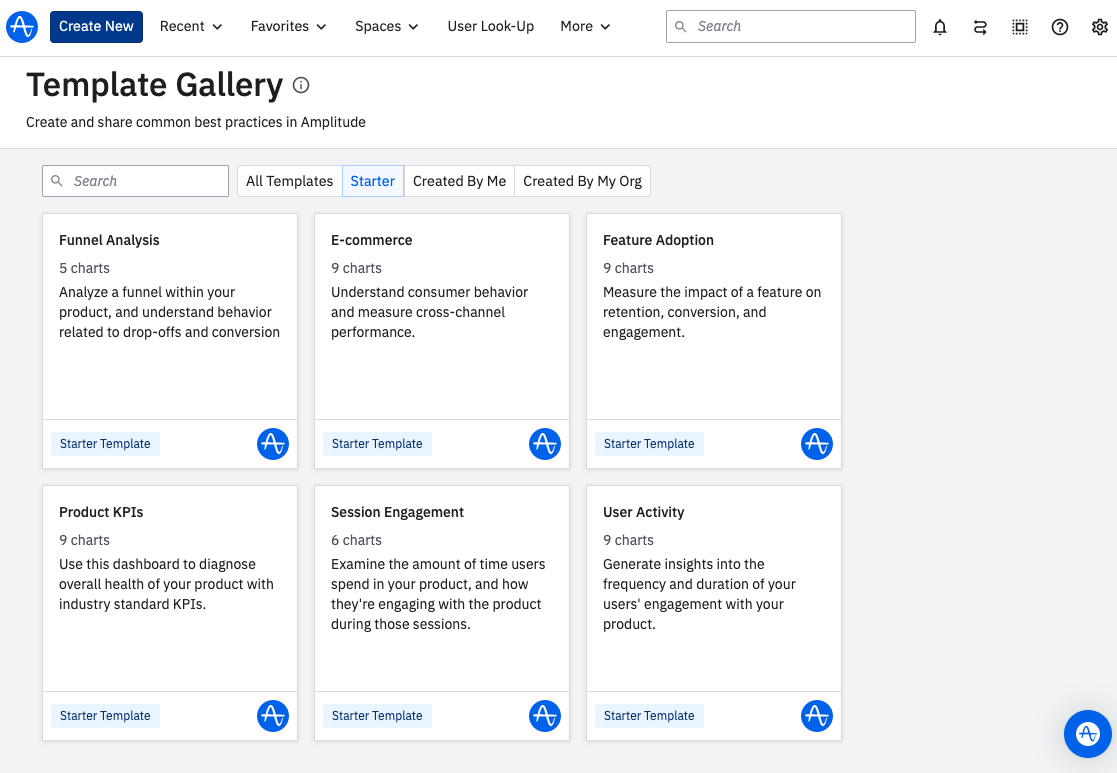 Create New Recent Favorites Spaces User Look-Up More Search
Template Gallery
Create and share common best practices in Amplitude
Search All Templates Starter Created By Me Created By My Org
Funnel Analysis
5 charts
Analyze a funnel within your
product, and understand behavior
related to drop-offs and conversion
Starter Template
E-commerce
9 charts
Understand consumer behavior
and measure cross-channel
performance.
Starter Template
Feature Adoption
9 charts
Measure the impact of a feature on
retention, conversion, and
engagement.
Starter Template
Product KPIs
9 charts
Use this dashboard to diagnose
overall health of your product with
industry standard KPIs.
Starter Template
Session Engagement
6 charts
Examine the amount of time users
spend in your product, and how
they're engaging with the product
during those sessions.
Starter Template
User Activity
9 charts
Generate insights into the
frequency and duration of your
users' engagement with your
product.
Starter Template